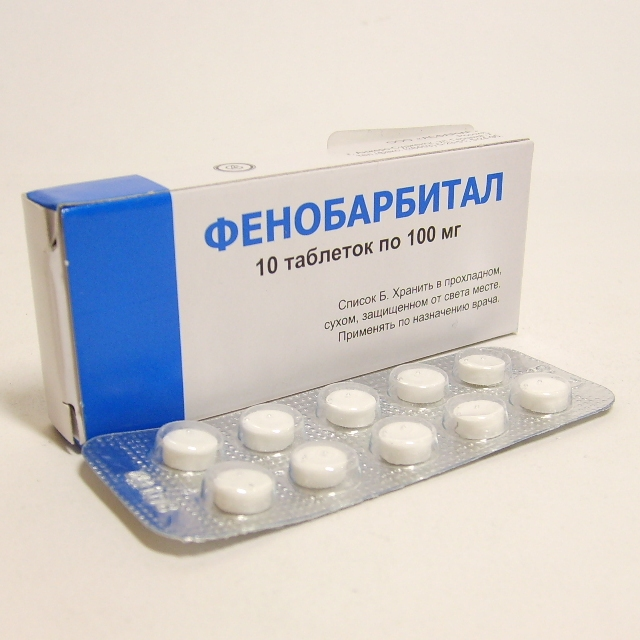 ФЕНОБАРБИТАЛ
10 таблеток по 100 мг
Список Б. Хранить в прохладном,
сухом, защищенном от света месте.
Применять по назначению врача.